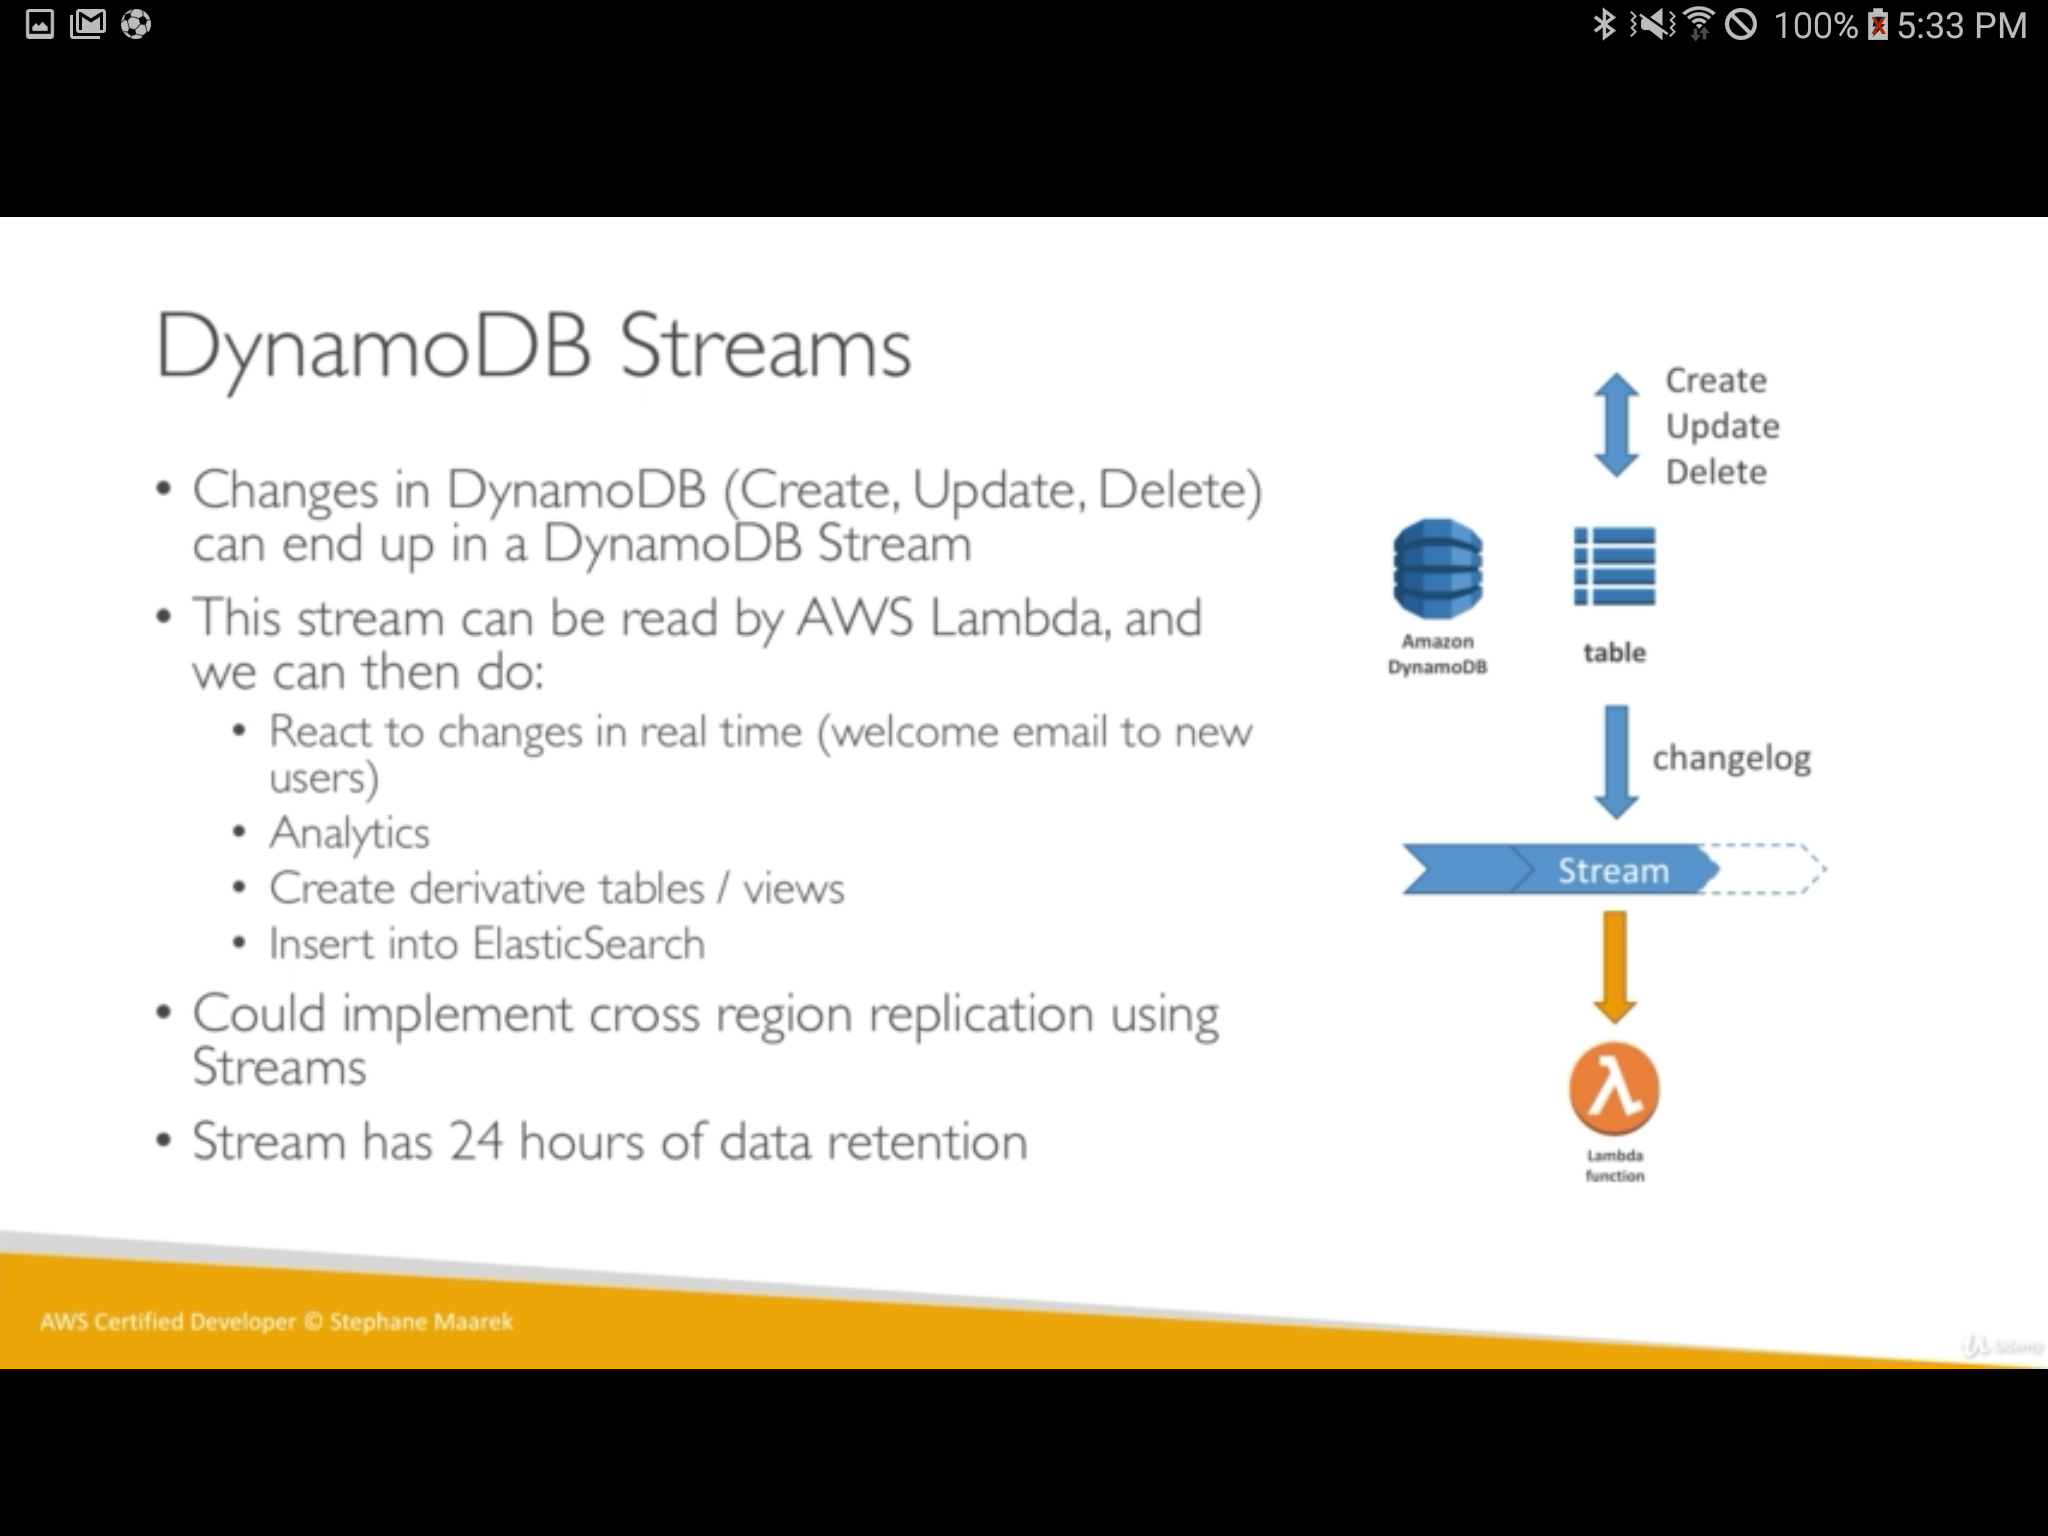 100% 5:33 PM
DynamoDB Streams
• Changes in DynamoDB (Create, Update, Delete)
can end up in a DynamoDB Stream
• This stream can be read by AWS Lambda, and
we can then do:
• React to changes in real time (welcome email to new
users)
• Analytics
• Create derivative tables / views
• Insert into ElasticSearch
• Could implement cross region replication using
Streams
• Stream has 24 hours of data retention
Create
Update
Delete
Amazon
DynamoDB
table
changelog
Stream
Lambda
function
AWS Certified Developer © Stephane Maarek
Udemy